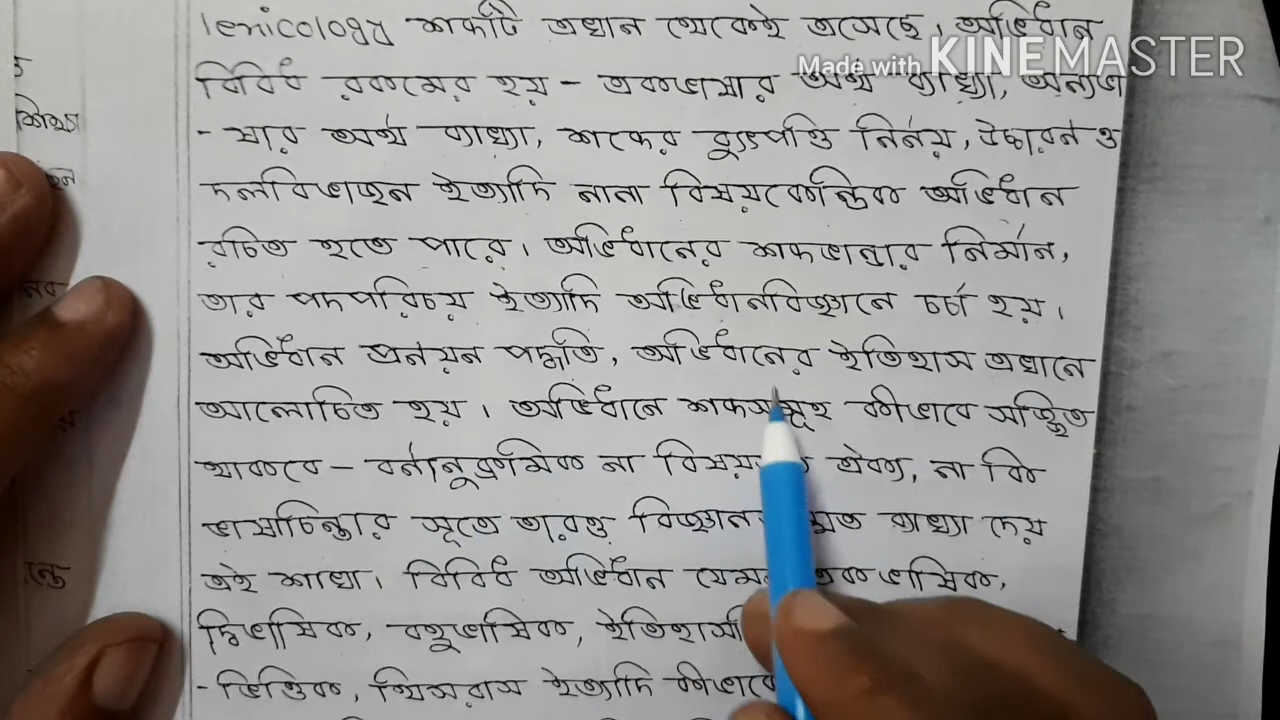 lexicology শব্দটি এখান থেকেই এসেছে। অভিধান
Made with KINEMASTER
বিবিধ রকমের হয় - একভাষার অর্থ ব্যাখ্যা, অন্যভা
- ষার অর্থ ব্যাখ্যা, শব্দের ব্যুৎপত্তি নির্ণয়, উচ্চারণ ও
দলবিভাজন ইত্যাদি নানা বিষয়কেন্দ্রিক অভিধান
রচিত হতে পারে। অভিধানের শব্দভান্ডার নির্মান,
তার পদপরিচয় ইত্যাদি অভিধানবিজ্ঞানে চর্চা হয়।
অভিধান প্রনয়ন পদ্ধতি, অভিধানের ইতিহাস এখানে
আলোচিত হয়। অভিধানে শব্দসমূহ কীভাবে সজ্জিত
থাকবে - বর্ণানুক্রমিক না ঐক্য, না কি
ভাষাচিন্তার সূত্রে তারও ব্যাখ্যা দেয়
এই শাখা। বিবিধ অভিধান যেমন একভাষিক,
দ্বিভাষিক, বহুভাষিক,
- ভিত্তিক, থিসরাস ইত্যাদি কীভাবে
শিক্ষা